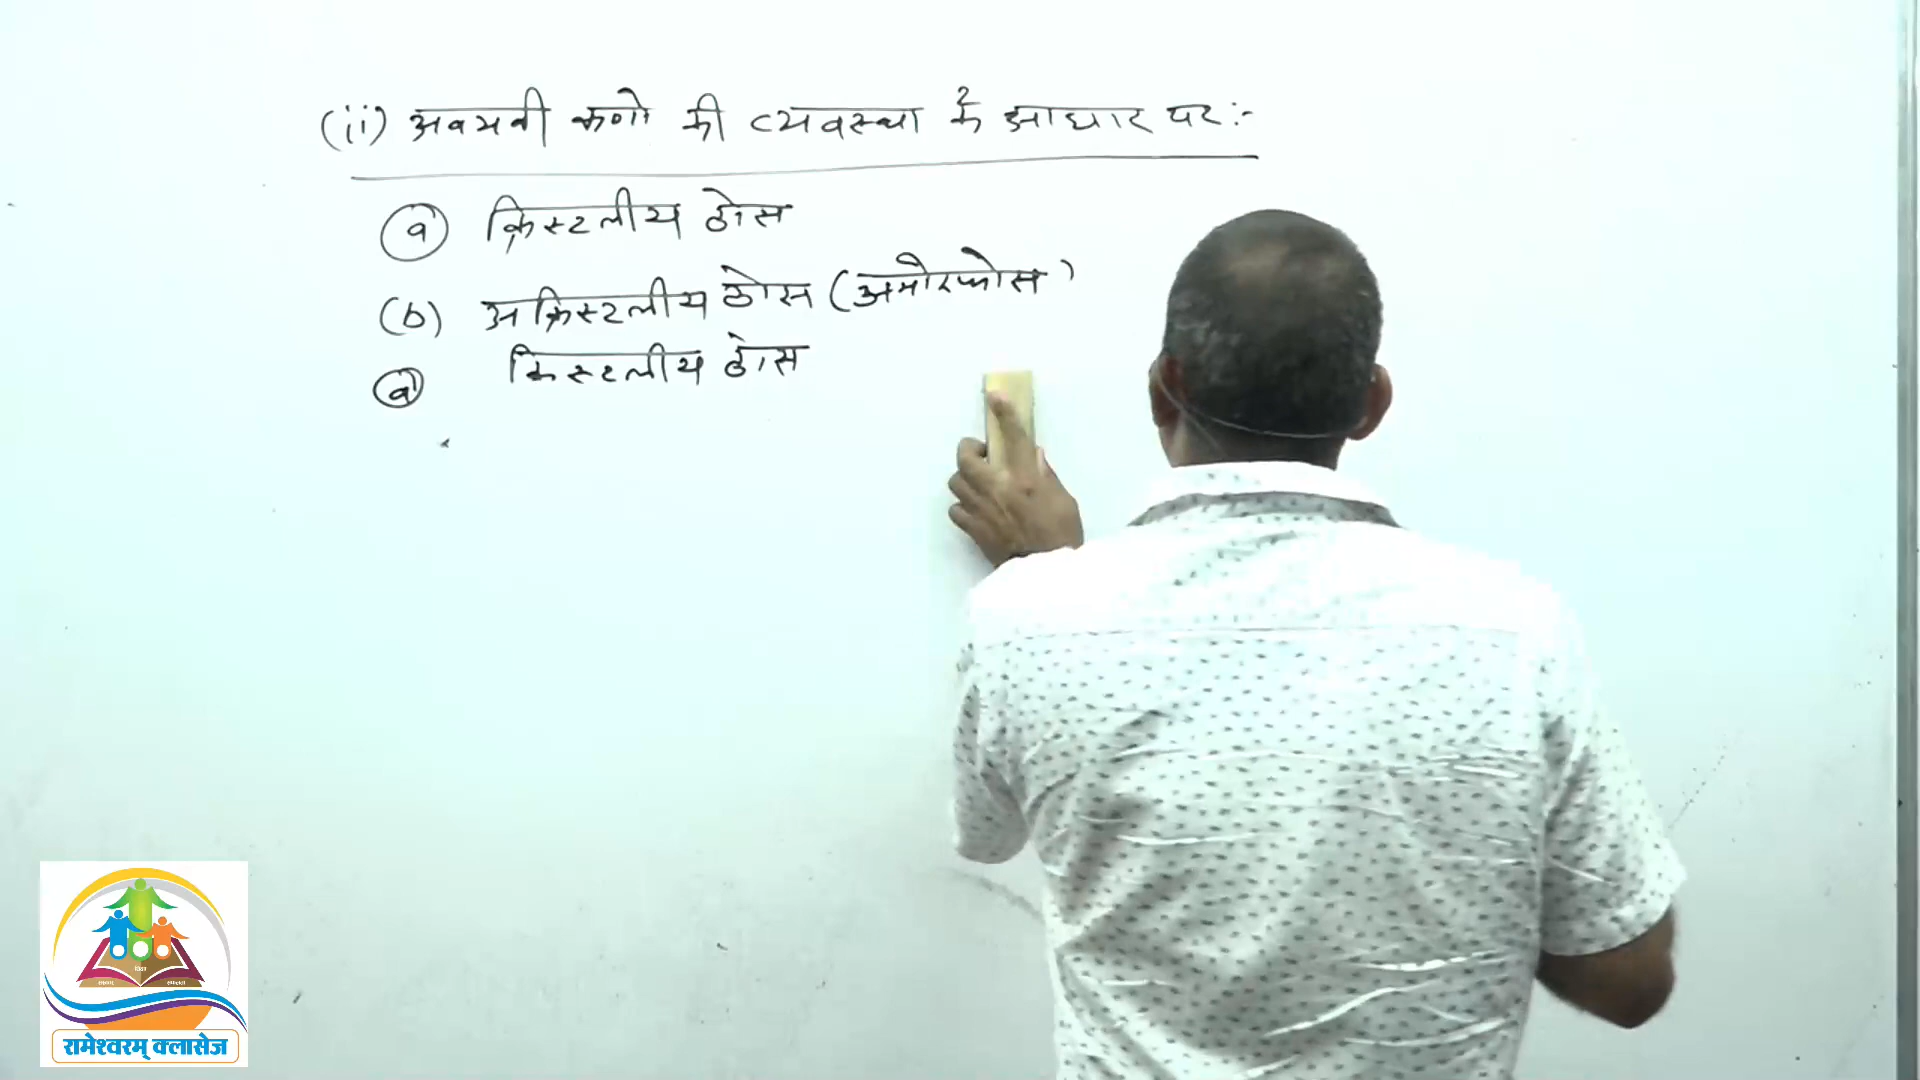 (ii) अवयवी कणो की व्यवस्था के आधार पर :-
(a) क्रिस्टलीय ठोस
(b) अक्रिस्टलीय ठोस (अमोरफोस)
(a) क्रिस्टलीय ठोस
रामेश्वरम् क्लासेज